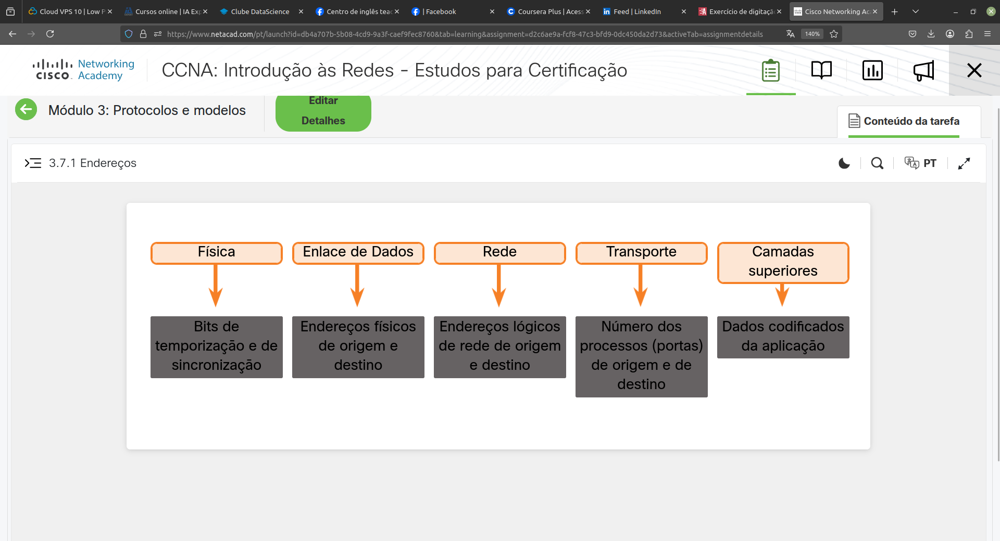 Cloud VPS 10 | Low P
Cursos online | IA Exp
Clube DataScience
Centro de inglês teac
| Facebook
Coursera Plus | Acess
Feed | LinkedIn
Exercício de digitação
Cisco Networking Ac
https://www.netacad.com/pt/launch?id=db4a707b-5b08-4cd9-9a3f-caef9fec8760&tab=learning&assignment=d2c6ae9a-fcf8-47c3-bfd9-0dc450da2d73&activeTab=assignmentdetails
140%
CISCO
Networking
Academy
CCNA: Introdução às Redes - Estudos para Certificação
Módulo 3: Protocolos e modelos
Editar
Detalhes
Conteúdo da tarefa
3.7.1 Endereços
PT
Física
Enlace de Dados
Rede
Transporte
Camadas
superiores
Bits de
temporização e de
sincronização
Endereços físicos
de origem e
destino
Endereços lógicos
de rede de origem
e destino
Número dos
processos (portas)
de origem e de
destino
Dados codificados
da aplicação